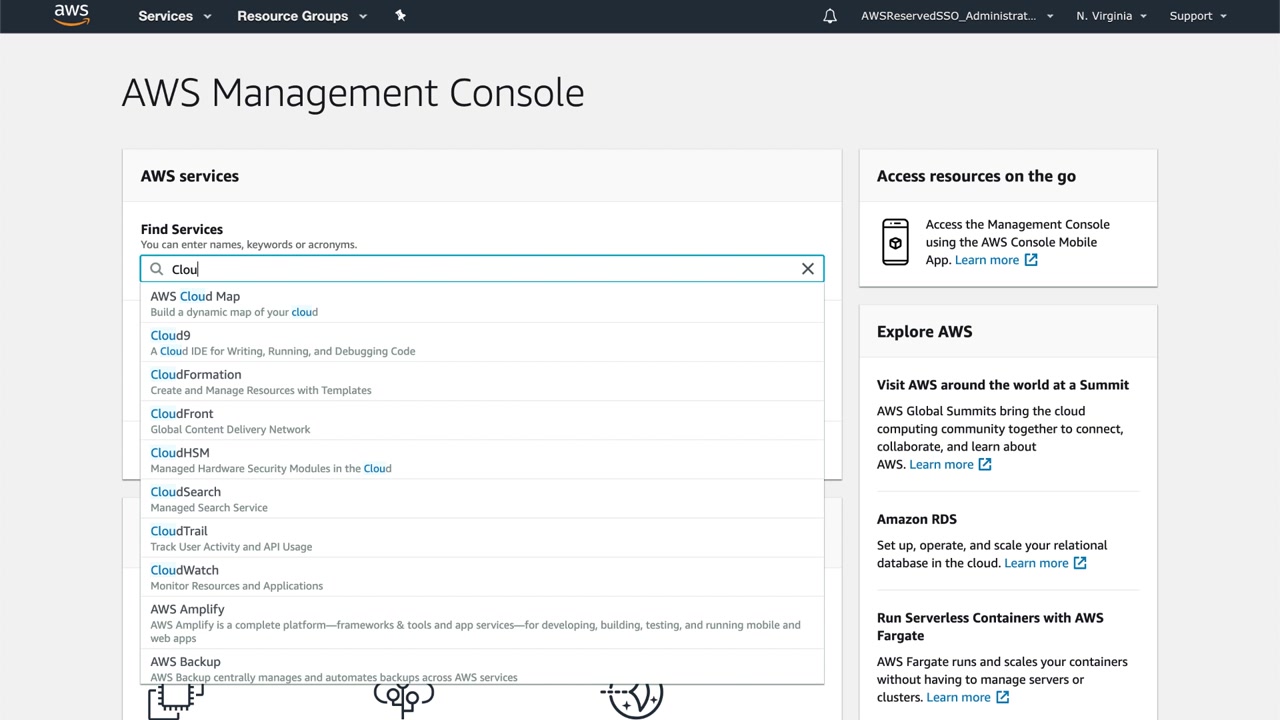 aws
Services
Resource Groups
AWSReservedSSO_Administrat...
N. Virginia
Support
AWS Management Console
AWS services
Find Services
You can enter names, keywords or acronyms.
Clou
AWS Cloud Map
Build a dynamic map of your cloud
Cloud9
A Cloud IDE for Writing, Running, and Debugging Code
CloudFormation
Create and Manage Resources with Templates
CloudFront
Global Content Delivery Network
CloudHSM
Managed Hardware Security Modules in the Cloud
CloudSearch
Managed Search Service
CloudTrail
Track User Activity and API Usage
CloudWatch
Monitor Resources and Applications
AWS Amplify
AWS Amplify is a complete platform—frameworks & tools and app services—for developing, building, testing, and running mobile and
web apps
AWS Backup
AWS Backup centrally manages and automates backups across AWS services
Access resources on the go
Access the Management Console
using the AWS Console Mobile
App. Learn more
Explore AWS
Visit AWS around the world at a Summit
AWS Global Summits bring the cloud
computing community together to connect,
collaborate, and learn about
AWS. Learn more
Amazon RDS
Set up, operate, and scale your relational
database in the cloud. Learn more
Run Serverless Containers with AWS
Fargate
AWS Fargate runs and scales your containers
without having to manage servers or
clusters. Learn more